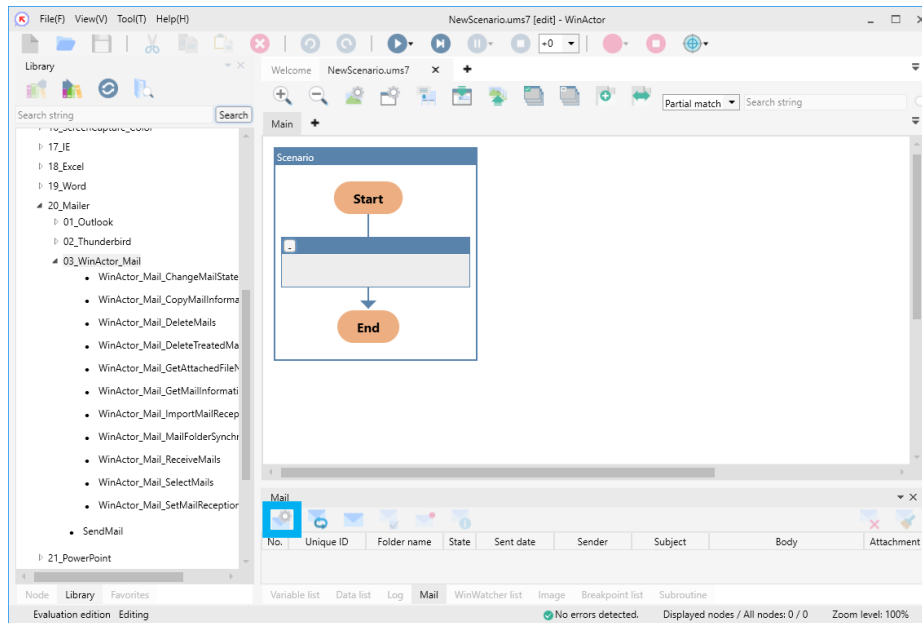 File(F) View(V) Tool(T) Help(H) NewScenario.ums7 [edit] - WinActor
Library
Search string Search
17_IE
18_Excel
19_Word
20_Mailer
01_Outlook
02_Thunderbird
03_WinActor_Mail
WinActor_Mail_ChangeMailState
WinActor_Mail_CopyMailInforma
WinActor_Mail_DeleteMails
WinActor_Mail_DeleteTreatedMa
WinActor_Mail_GetAttachedFileN
WinActor_Mail_GetMailInformati
WinActor_Mail_ImportMailRecep
WinActor_Mail_MailFolderSynchr
WinActor_Mail_ReceiveMails
WinActor_Mail_SelectMails
WinActor_Mail_SetMailReception
SendMail
21_PowerPoint
Node Library Favorites
±0
Welcome NewScenario.ums7
Partial match Search string
Main
Scenario
Start
End
Mail
No. Unique ID Folder name State Sent date Sender Subject Body Attachment
Variable list Data list Log Mail WinWatcher list Image Breakpoint list Subroutine
Evaluation edition Editing No errors detected. Displayed nodes / All nodes: 0 / 0 Zoom level: 100%